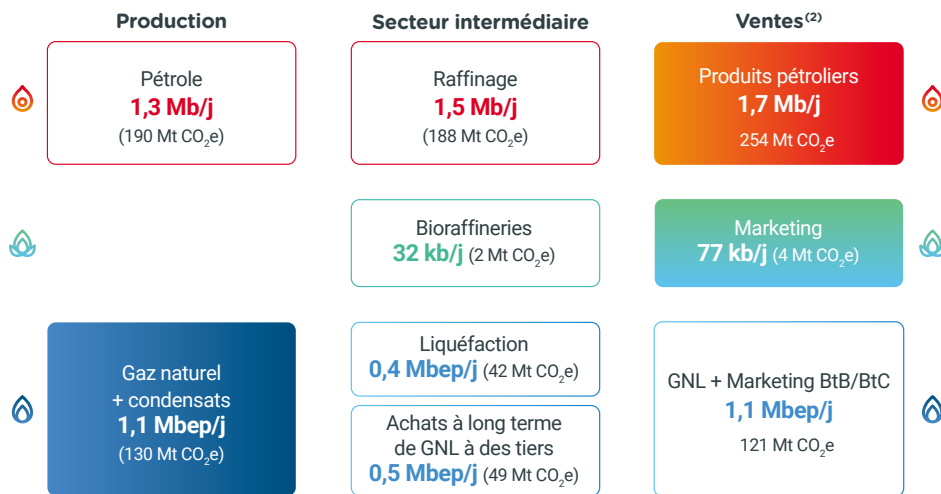 Production
Secteur intermédiaire
Ventes⁽²⁾
Pétrole
1,3 Mb/j
(190 Mt CO₂e)
Raffinage
1,5 Mb/j
(188 Mt CO₂e)
Produits pétroliers
1,7 Mb/j
254 Mt CO₂e
Bioraffineries
32 kb/j (2 Mt CO₂e)
Marketing
77 kb/j (4 Mt CO₂e)
Gaz naturel
+ condensats
1,1 Mbep/j
(130 Mt CO₂e)
Liquéfaction
0,4 Mbep/j (42 Mt CO₂e)
Achats à long terme
de GNL à des tiers
0,5 Mbep/j (49 Mt CO₂e)
GNL + Marketing BtB/BtC
1,1 Mbep/j
121 Mt CO₂e